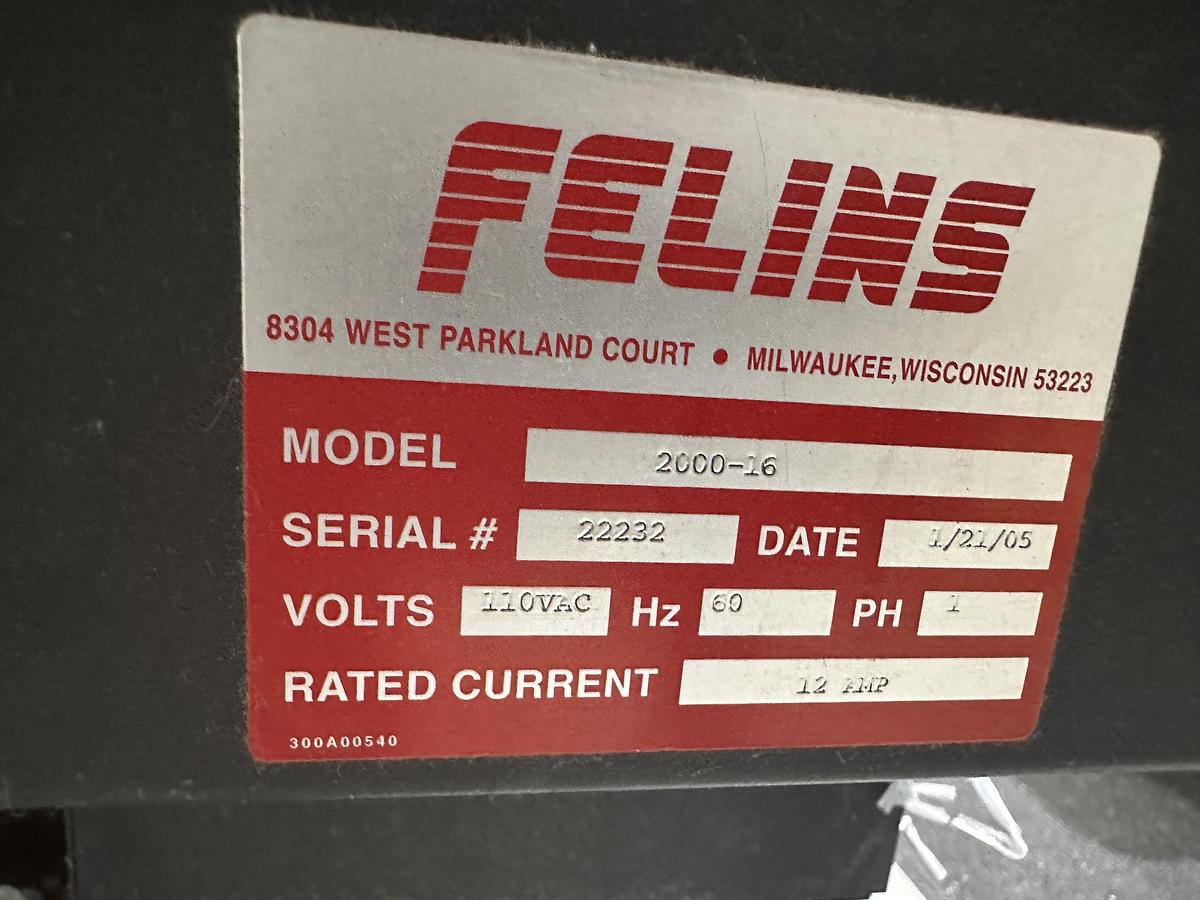 FELINS
8304 WEST PARKLAND COURT • MILWAUKEE, WISCONSIN 53223
MODEL 2000-16
SERIAL # 22232 DATE 1/21/05
VOLTS 110VAC Hz 60 PH 1
RATED CURRENT 12 AMP
300A00540